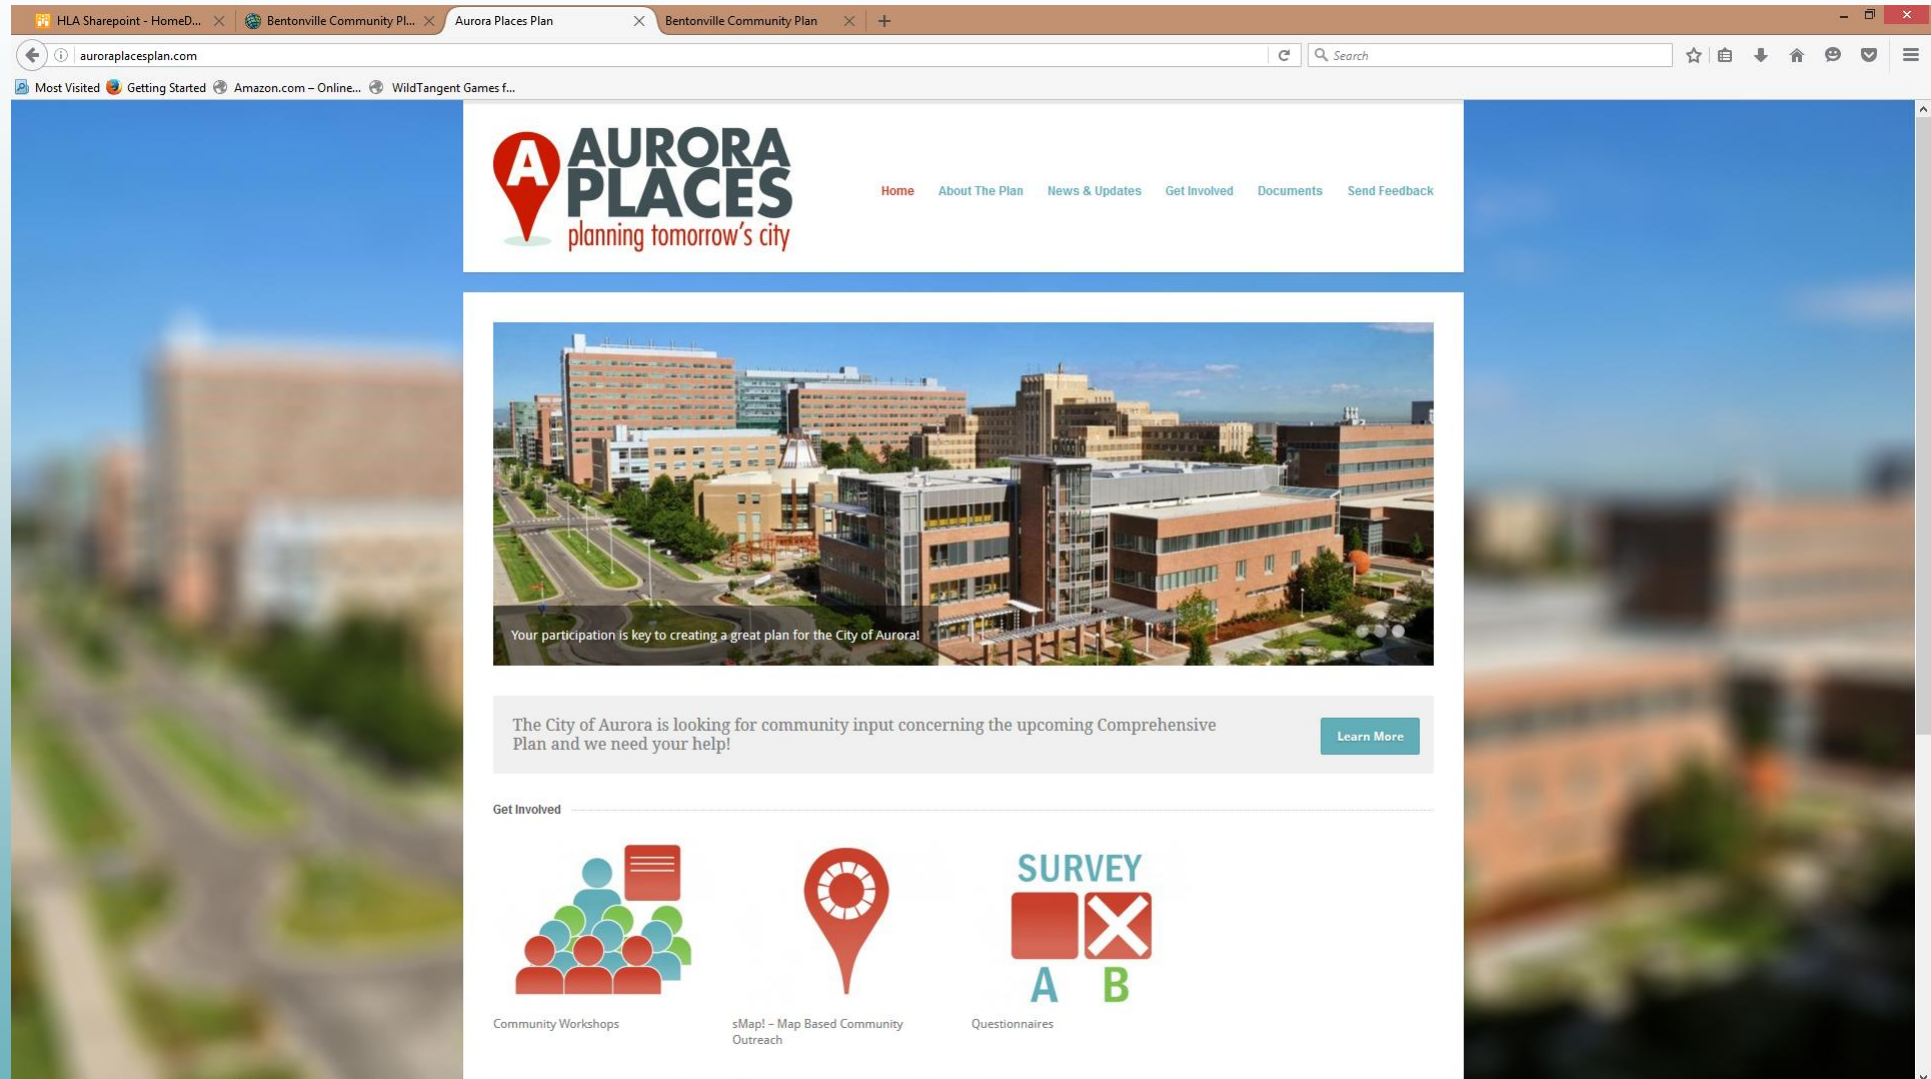 HLA Sharepoint - HomeD...
Bentonville Community Pl...
Aurora Places Plan
Bentonville Community Plan
auroraplacesplan.com
Search
Most Visited
Getting Started
Amazon.com – Online...
WildTangent Games f...
A
AURORA
PLACES
planning tomorrow's city
Home
About The Plan
News & Updates
Get Involved
Documents
Send Feedback
Your participation is key to creating a great plan for the City of Aurora!
The City of Aurora is looking for community input concerning the upcoming Comprehensive
Plan and we need your help!
Learn More
Get Involved
SURVEY
A B
Community Workshops
sMap! – Map Based Community
Outreach
Questionnaires